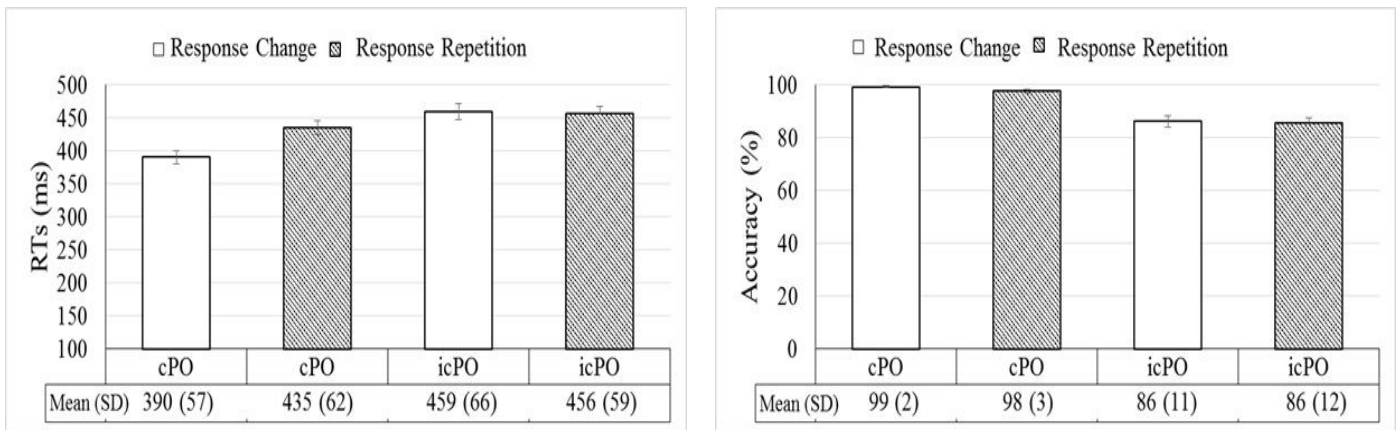 Response Change Response Repetition
500
450
400
350
300
250
200
150
100
RTs (ms)
cPO cPO icPO icPO
Mean (SD) 390 (57) 435 (62) 459 (66) 456 (59)
Response Change Response Repetition
100
80
60
40
20
0
Accuracy (%)
cPO cPO icPO icPO
Mean (SD) 99 (2) 98 (3) 86 (11) 86 (12)